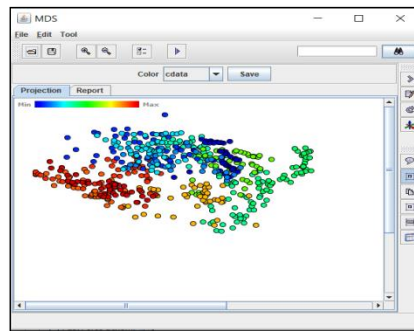 MDS
File Edit Tool
Color cdata Save
Projection Report
Min Max